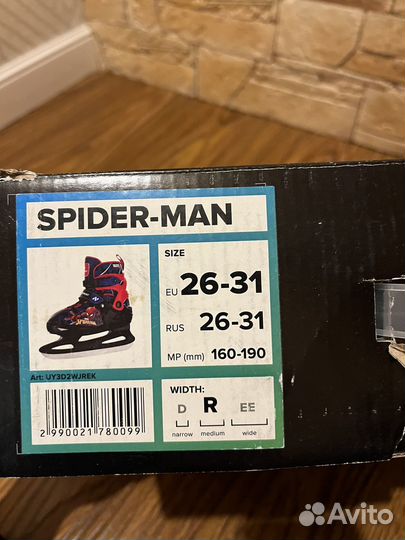 SPIDER-MAN
SIZE
EU 26-31
RUS 26-31
MP (mm) 160-190
Art: UY3D2WJREK
2 990021 780099
WIDTH:
D R EE
narrow medium wide
Avito